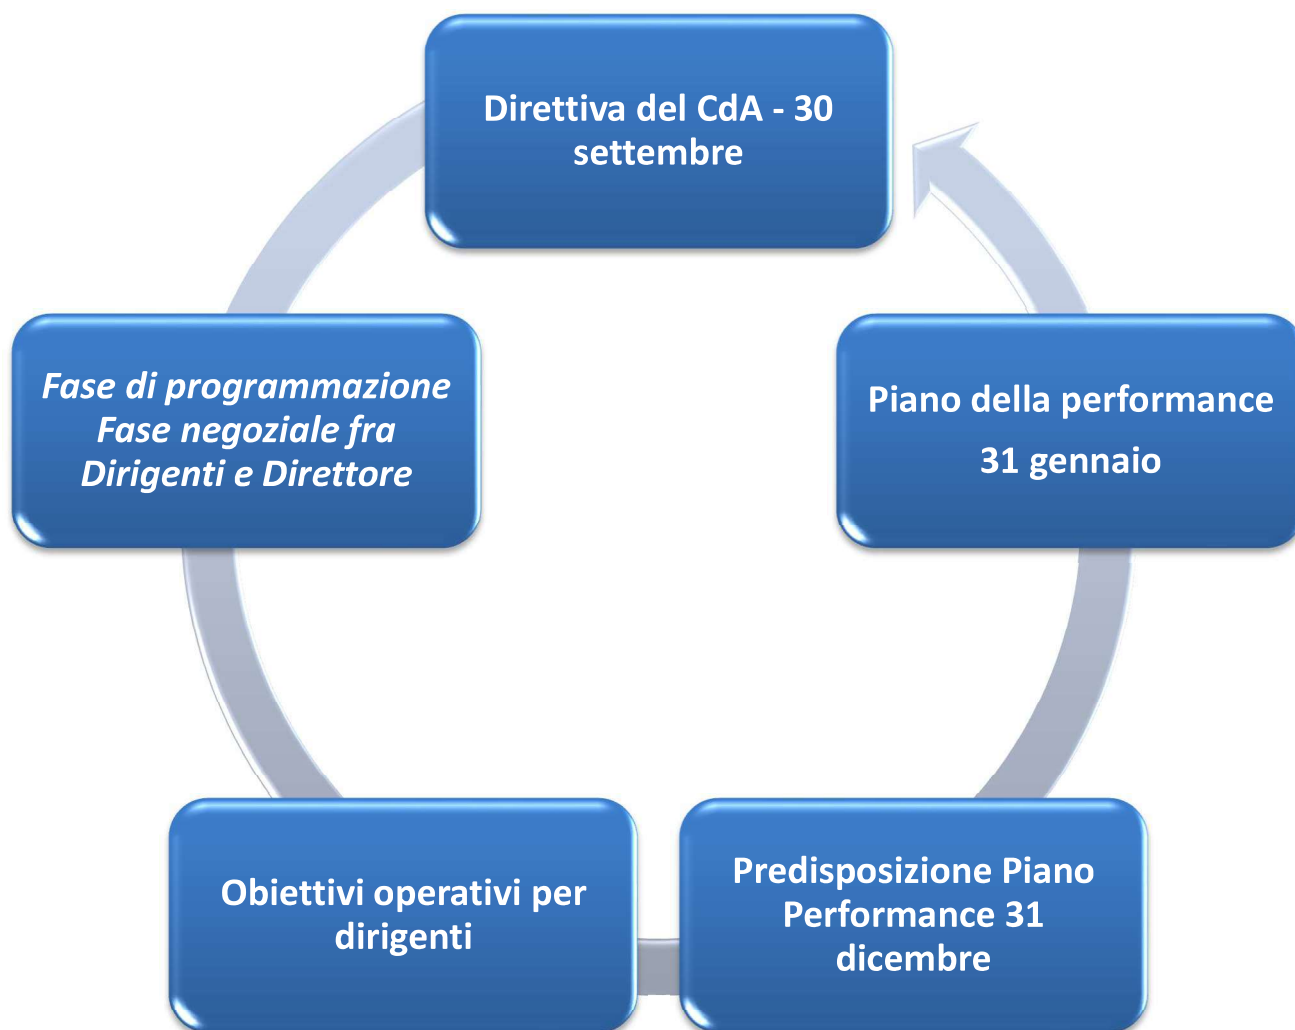 Direttiva del CdA - 30
settembre
Fase di programmazione
Fase negoziale fra
Dirigenti e Direttore
Piano della performance
31 gennaio
Obiettivi operativi per
dirigenti
Predisposizione Piano
Performance 31
dicembre